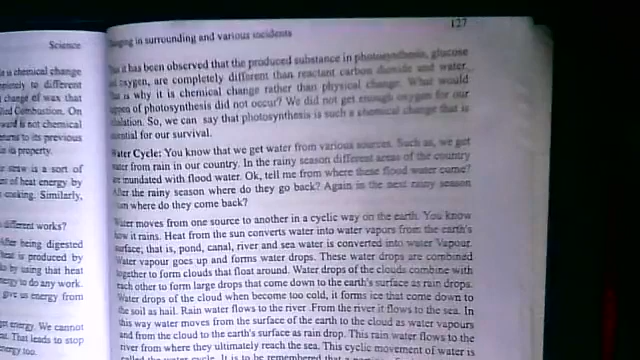 Science
ale is chemical change
to different
change of wax that
Combustion. On
ward is not chemical
returns to its previous
in its property.
straw is a sort of
of heat energy by
cooking. Similarly,
different works?
After being digested
heat is produced by
by using that heat
energy to do any work.
give us energy from
get energy. We cannot
That leads to stop
127
Changing in surrounding and various incidents
it has been observed that the produced substance in photosynthesis, glucose
oxygen, are completely different than reactant carbon dioxide and water,
is why it is chemical change rather than physical change. What would
happen of photosynthesis did not occur? We did not get enough oxygen for our
inhalation. So, we can say that photosynthesis is such a chemical change that is
essential for our survival.
Water Cycle: You know that we get water from various sources. Such as, we get
water from rain in our country. In the rainy season different areas of the country
are inundated with flood water. Ok, tell me from where these flood water come?
After the rainy season where do they go back? Again in the next rainy season
from where do they come back?
Water moves from one source to another in a cyclic way on the earth. You know
how it rains. Heat from the sun converts water into water vapors from the earth's
surface; that is, pond, canal, river and sea water is converted into water Vapour.
Water vapour goes up and forms water drops. These water drops are combined
together to form clouds that float around. Water drops of the clouds combine with
each other to form large drops that come down to the earth's surface as rain drops.
Water drops of the cloud when become too cold, it forms ice that come down to
the soil as hail. Rain water flows to the river .From the river it flows to the sea. In
this way water moves from the surface of the earth to the cloud as water vapours
and from the cloud to the earth's surface as rain drop. This rain water flows to the
river from where they ultimately reach the sea. This cyclic movement of water is
called the water cycle. It is to be remembered that